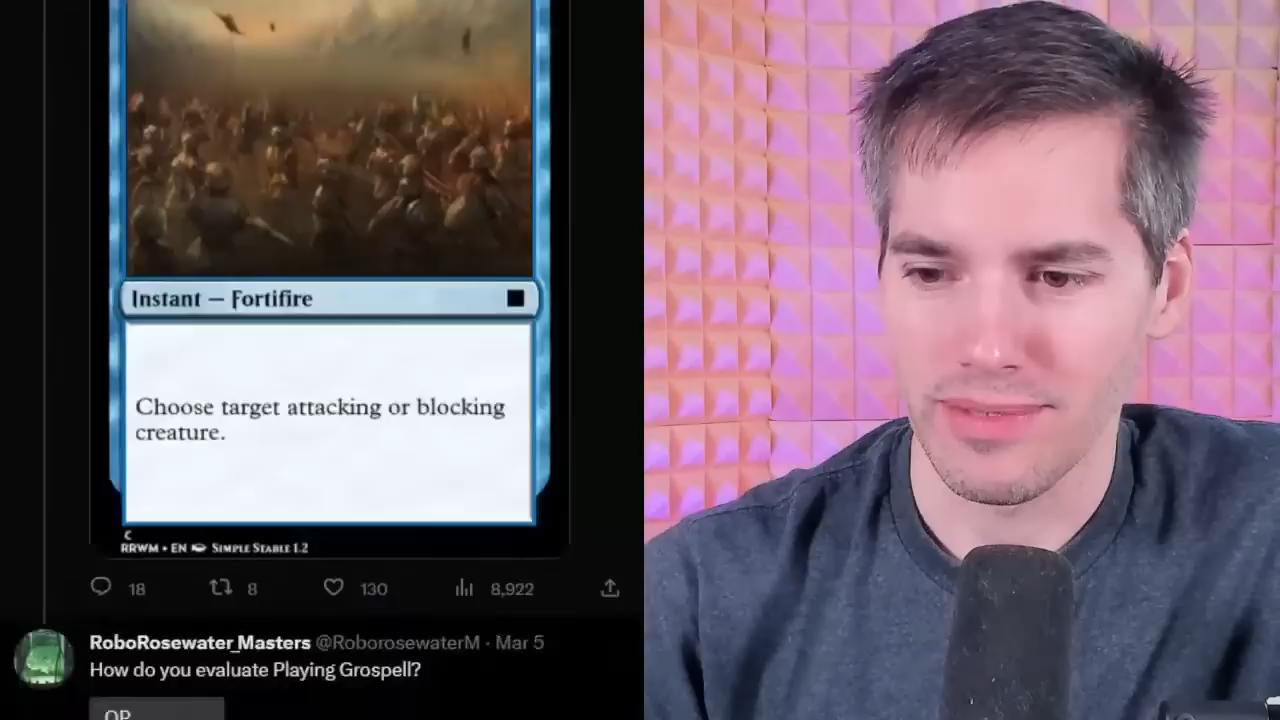 Instant — Fortifire
Choose target attacking or blocking
creature.
C
RRWM • EN SIMPLE STABLE 1.2
18 8 130 8,922
RoboRosewater_Masters @RoborosewaterM · Mar 5
How do you evaluate Playing Grospell?
OP